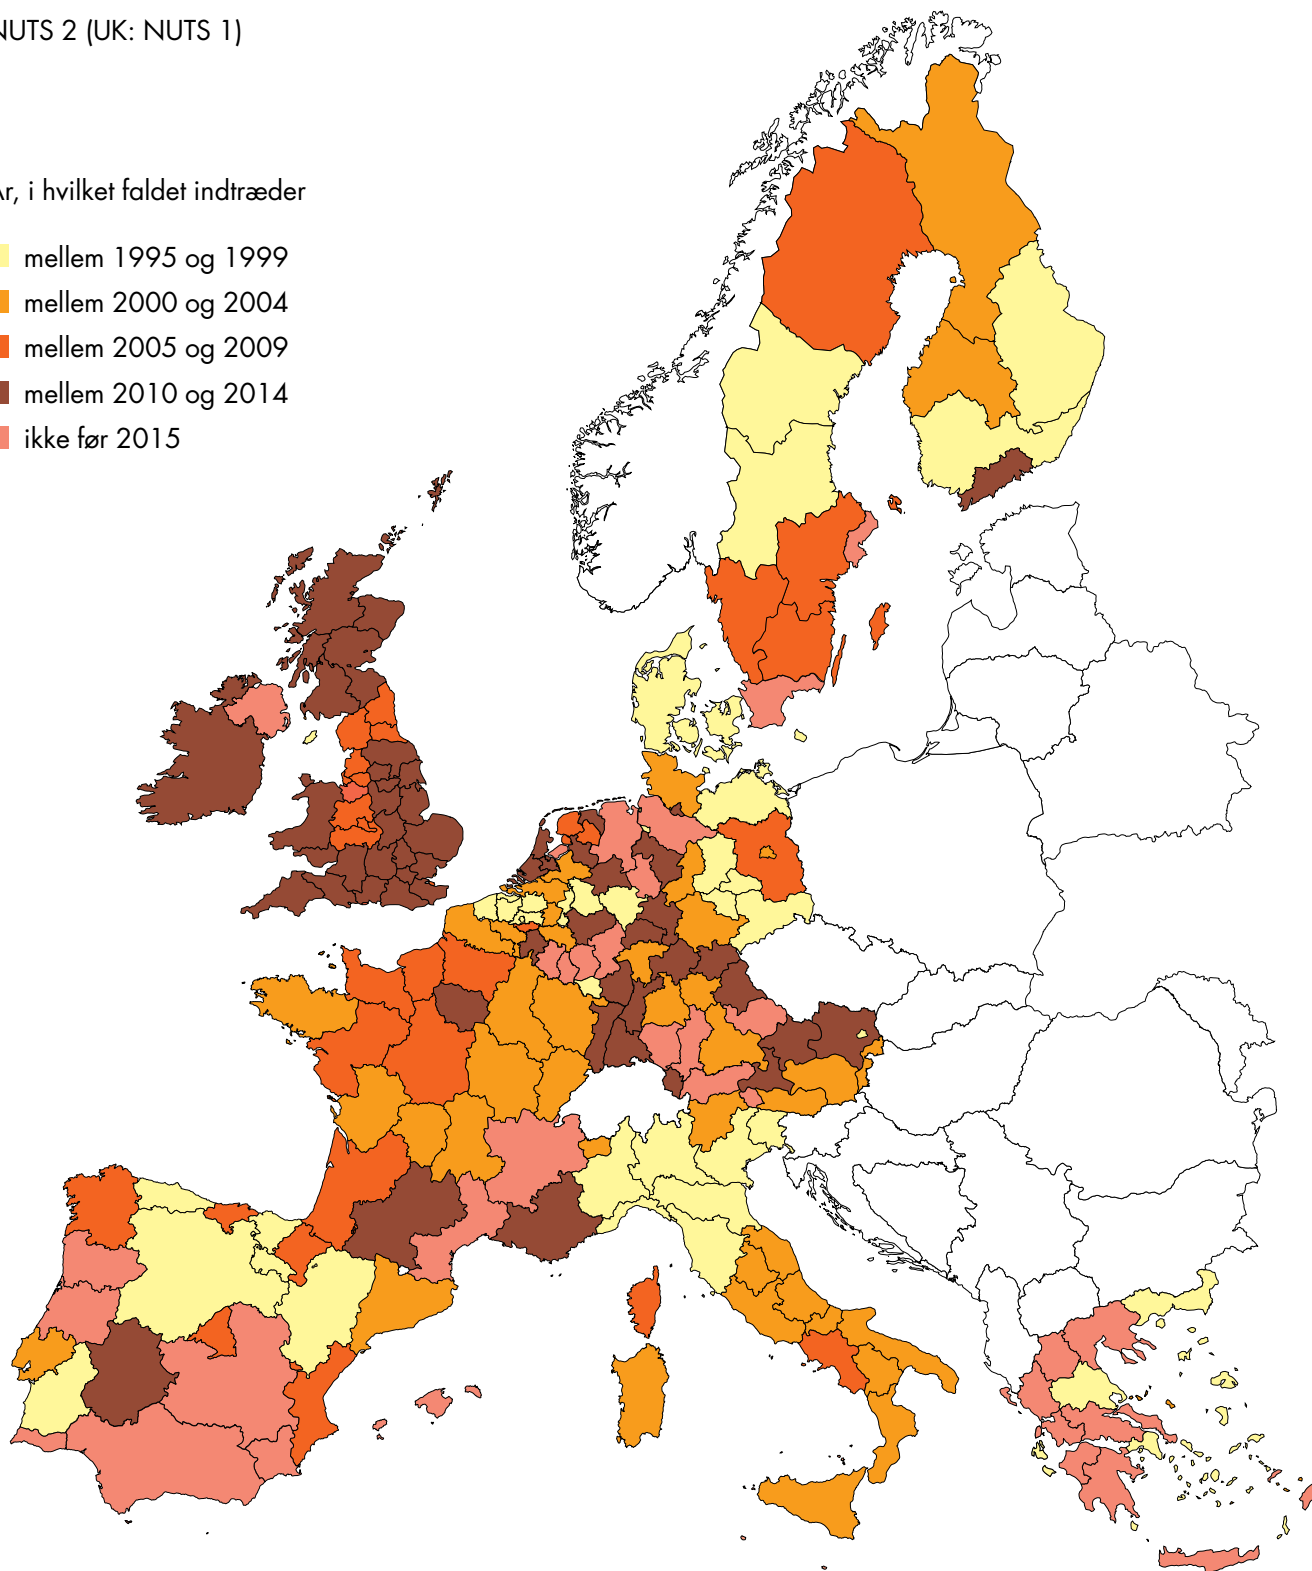 NUTS 2 (UK: NUTS 1)
År, i hvilket faldet indtræder
mellem 1995 og 1999
mellem 2000 og 2004
mellem 2005 og 2009
mellem 2010 og 2014
ikke før 2015